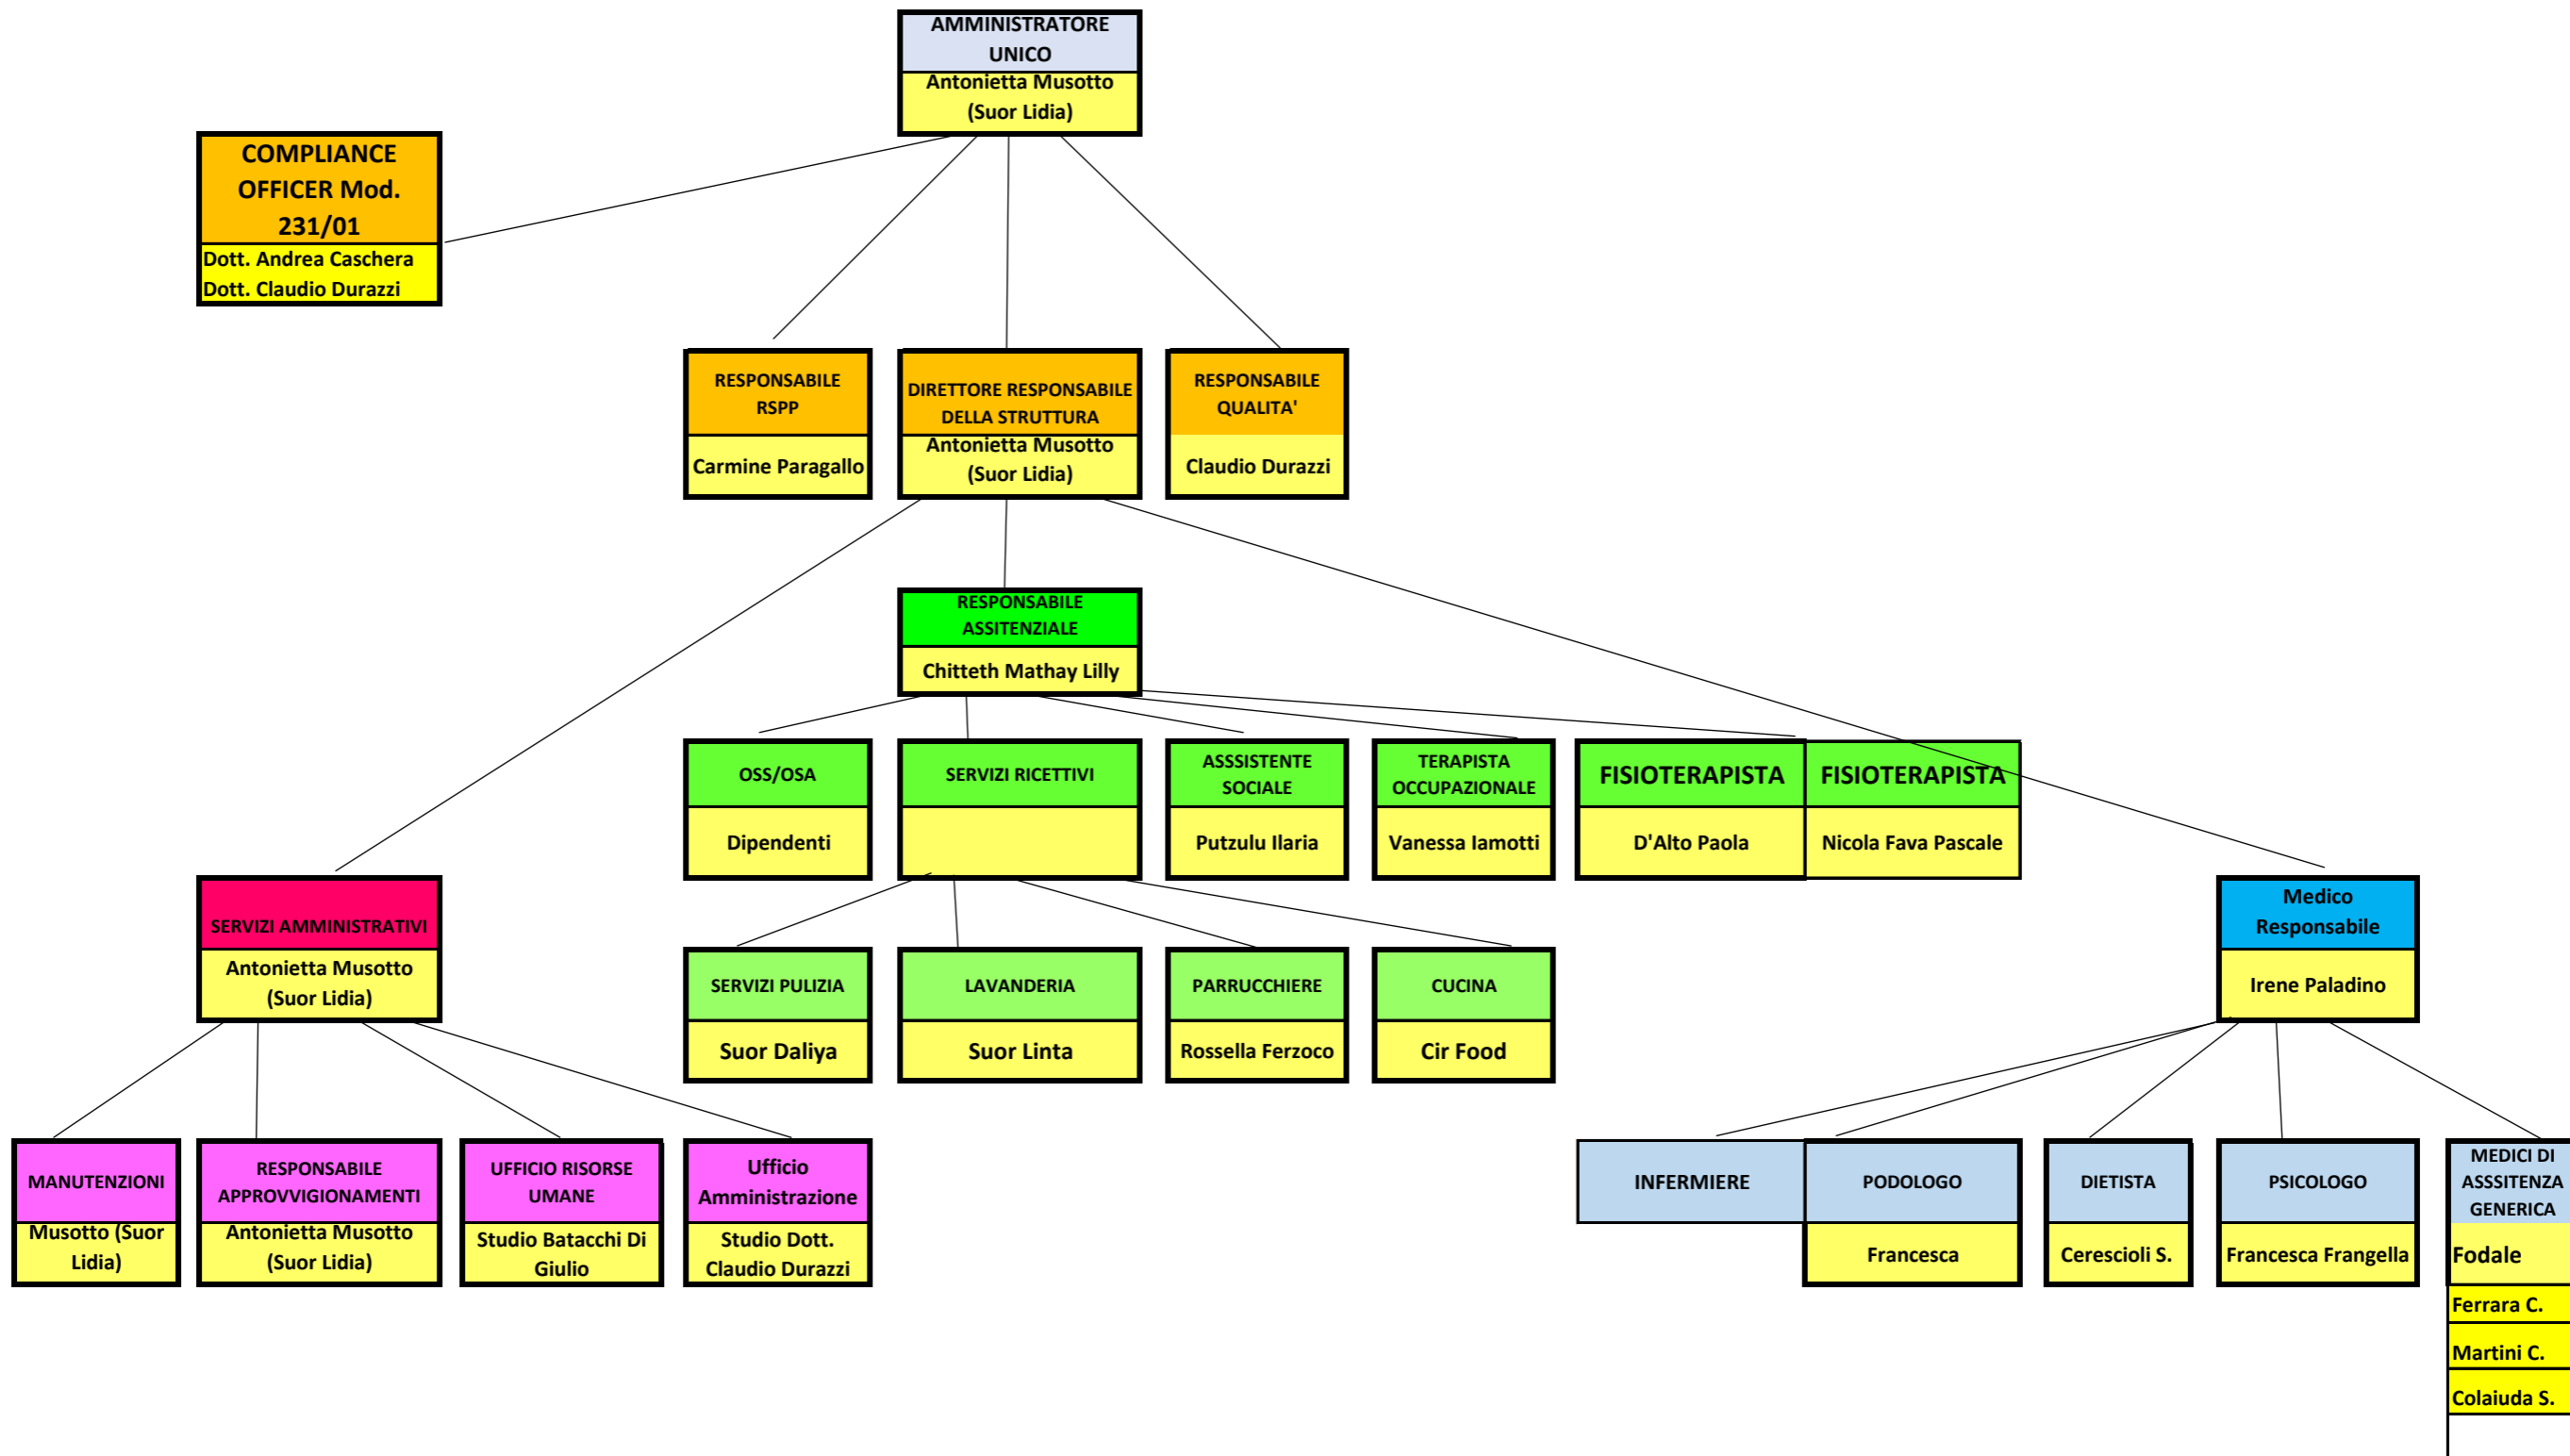 AMMINISTRATORE
UNICO
Antonietta Musotto
(Suor Lidia)
COMPLIANCE
OFFICER Mod.
231/01
Dott. Andrea Caschera
Dott. Claudio Durazzi
RESPONSABILE
RSPP
Carmine Paragallo
DIRETTORE RESPONSABILE
DELLA STRUTTURA
Antonietta Musotto
(Suor Lidia)
RESPONSABILE
QUALITA'
Claudio Durazzi
RESPONSABILE
ASSITENZIALE
Chitteth Mathay Lilly
OSS/OSA
Dipendenti
SERVIZI RICETTIVI
ASSSISTENTE
SOCIALE
Putzulu Ilaria
TERAPISTA
OCCUPAZIONALE
Vanessa Iamotti
FISIOTERAPISTA
D'Alto Paola
FISIOTERAPISTA
Nicola Fava Pascale
SERVIZI AMMINISTRATIVI
Antonietta Musotto
(Suor Lidia)
SERVIZI PULIZIA
Suor Daliya
LAVANDERIA
Suor Linta
PARRUCCHIERE
Rossella Ferzoco
CUCINA
Cir Food
Medico
Responsabile
Irene Paladino
MANUTENZIONI
Musotto (Suor
Lidia)
RESPONSABILE
APPROVVIGIONAMENTI
Antonietta Musotto
(Suor Lidia)
UFFICIO RISORSE
UMANE
Studio Batacchi Di
Giulio
Ufficio
Amministrazione
Studio Dott.
Claudio Durazzi
INFERMIERE
PODOLOGO
Francesca
DIETISTA
Cerescioli S.
PSICOLOGO
Francesca Frangella
MEDICI DI
ASSSITENZA
GENERICA
Fodale
Ferrara C.
Martini C.
Colaiuda S.